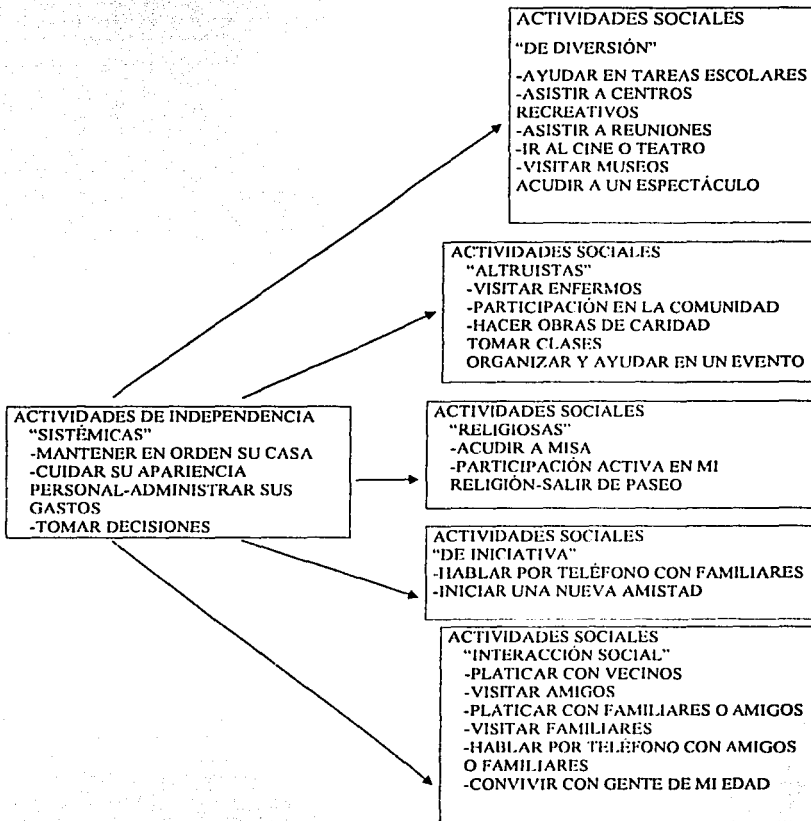 ACTIVIDADES SOCIALES
“DE DIVERSIÓN”
-AYUDAR EN TAREAS ESCOLARES
-ASISTIR A CENTROS
RECREATIVOS
-ASISTIR A REUNIONES
-IR AL CINE O TEATRO
-VISITAR MUSEOS
ACUDIR A UN ESPECTÁCULO
ACTIVIDADES SOCIALES
“ALTRUISTAS”
-VISITAR ENFERMOS
-PARTICIPACIÓN EN LA COMUNIDAD
-HACER OBRAS DE CARIDAD
TOMAR CLASES
ORGANIZAR Y AYUDAR EN UN EVENTO
ACTIVIDADES DE INDEPENDENCIA
“SISTÉMICAS”
-MANTENER EN ORDEN SU CASA
-CUIDAR SU APARIENCIA
PERSONAL-ADMINISTRAR SUS
GASTOS
-TOMAR DECISIONES
ACTIVIDADES SOCIALES
“RELIGIOSAS”
-ACUDIR A MISA
-PARTICIPACIÓN ACTIVA EN MI
RELIGIÓN-SALIR DE PASEO
ACTIVIDADES SOCIALES
“DE INICIATIVA”
-HABLAR POR TELÉFONO CON FAMILIARES
-INICIAR UNA NUEVA AMISTAD
ACTIVIDADES SOCIALES
“INTERACCIÓN SOCIAL”
-PLATICAR CON VECINOS
-VISITAR AMIGOS
-PLATICAR CON FAMILIARES O AMIGOS
-VISITAR FAMILIARES
-HABLAR POR TELÉFONO CON AMIGOS
O FAMILIARES
-CONVIVIR CON GENTE DE MI EDAD